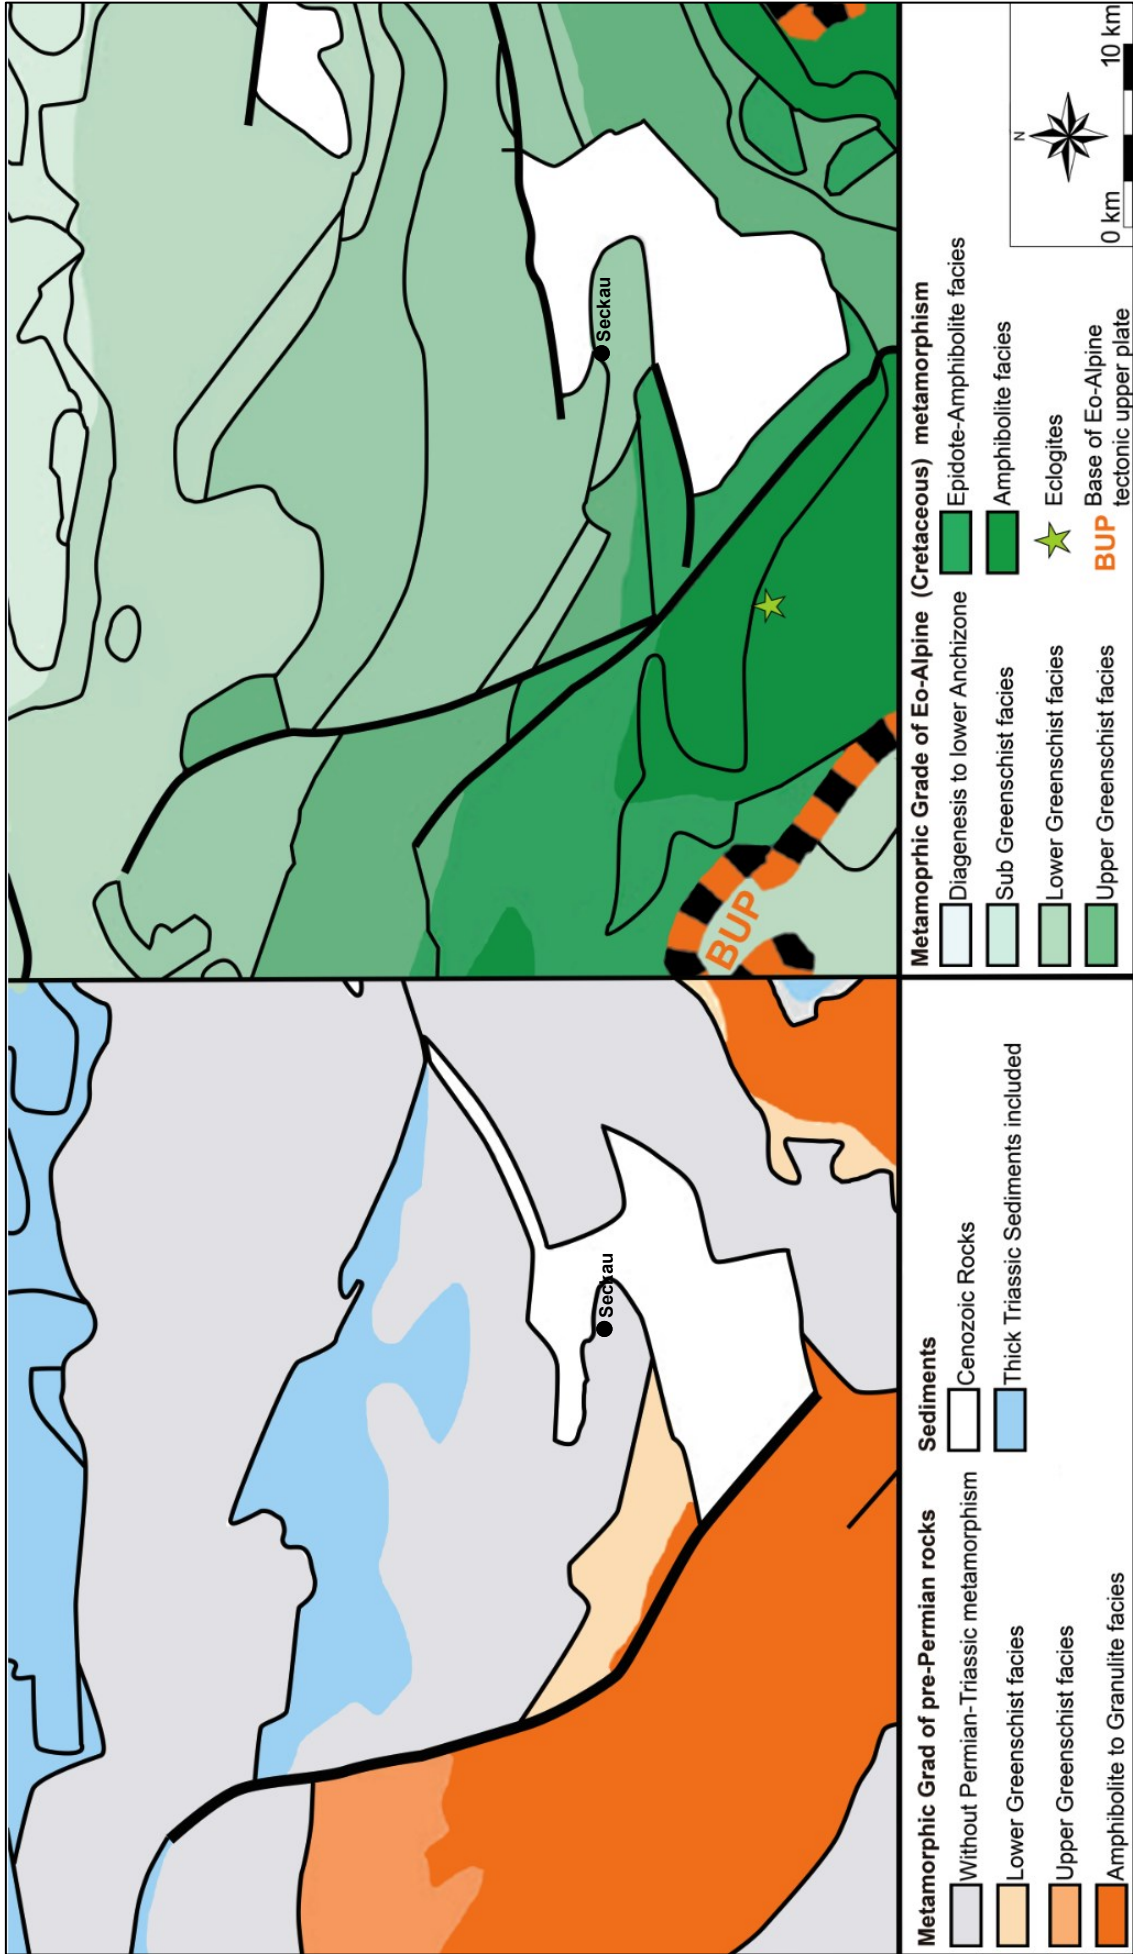 Seckau
Metamorphic Grad of pre-Permian rocks
Without Permian-Triassic metamorphism
Lower Greenschist facies
Upper Greenschist facies
Amphibolite to Granulite facies
Sediments
Cenozoic Rocks
Thick Triassic Sediments included
BUP
Seckau
Metamoprhic Grade of Eo-Alpine (Cretaceous) metamorphism
Diagenesis to lower Anchizone
Sub Greenschist facies
Lower Greenschist facies
Upper Greenschist facies
Epidote-Amphibolite facies
Amphibolite facies
Eclogites
BUP Base of Eo-Alpine
tectonic upper plate
N
0 km 10 km